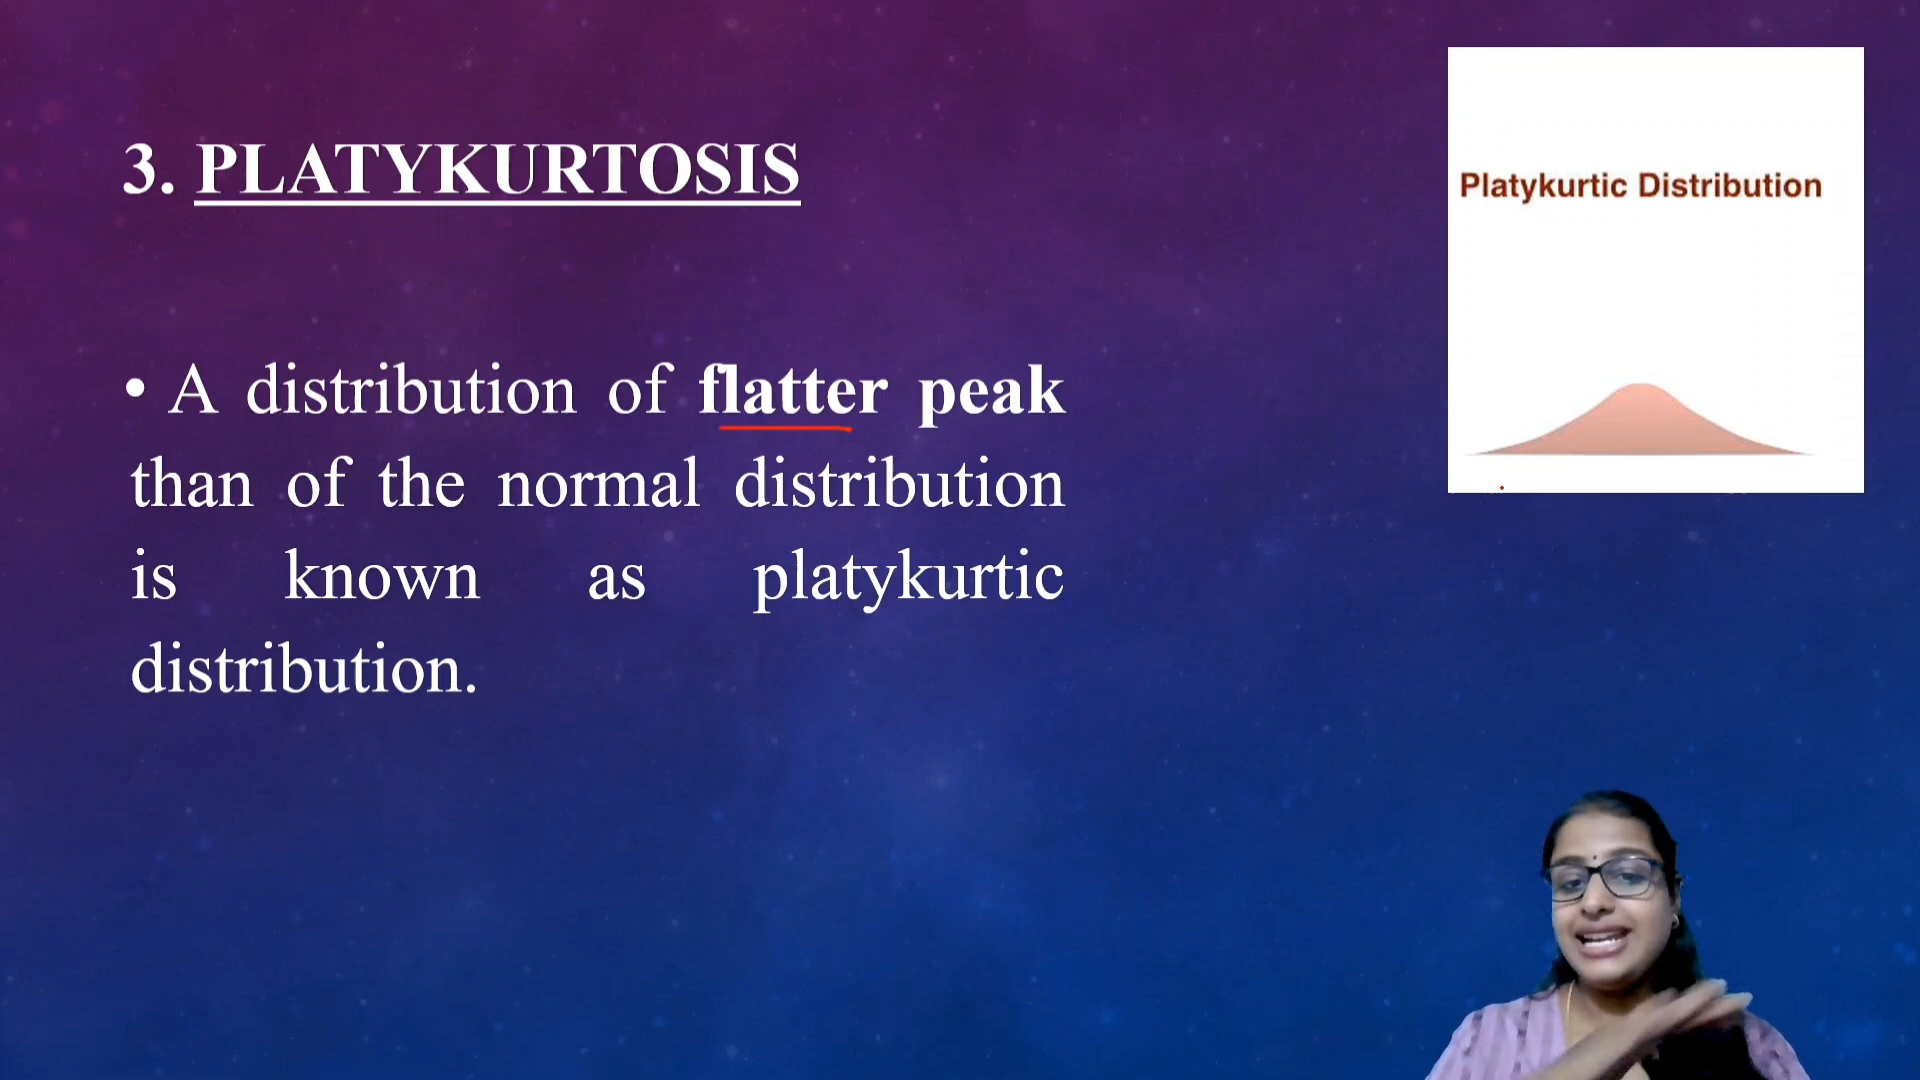 3. PLATYKURTOSIS
Platykurtic Distribution
• A distribution of flatter peak
than of the normal distribution
is known as platykurtic
distribution.